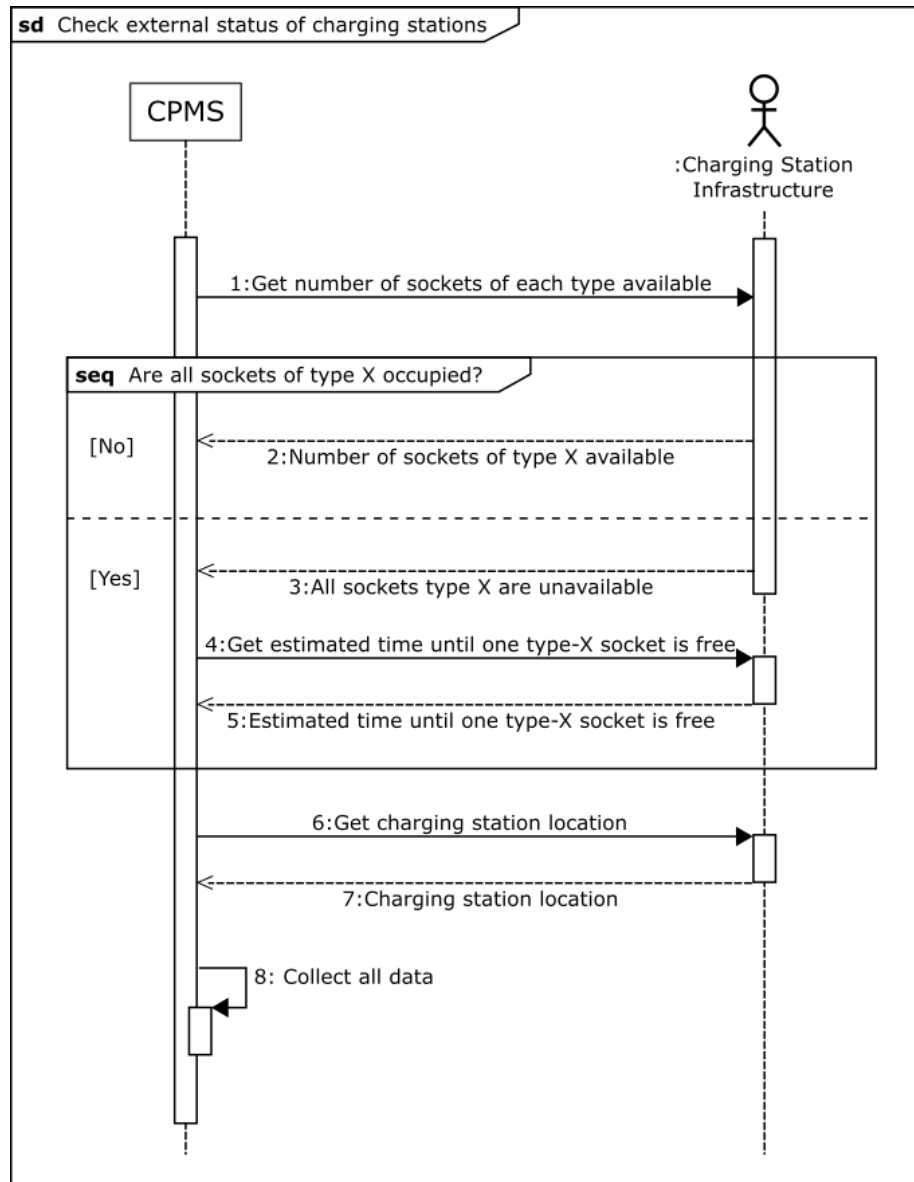 sd Check external status of charging stations
CPMS
:Charging Station
Infrastructure
1:Get number of sockets of each type available
seq Are all sockets of type X occupied?
[No]
2:Number of sockets of type X available
[Yes]
3:All sockets type X are unavailable
4:Get estimated time until one type-X socket is free
5:Estimated time until one type-X socket is free
6:Get charging station location
7:Charging station location
8: Collect all data